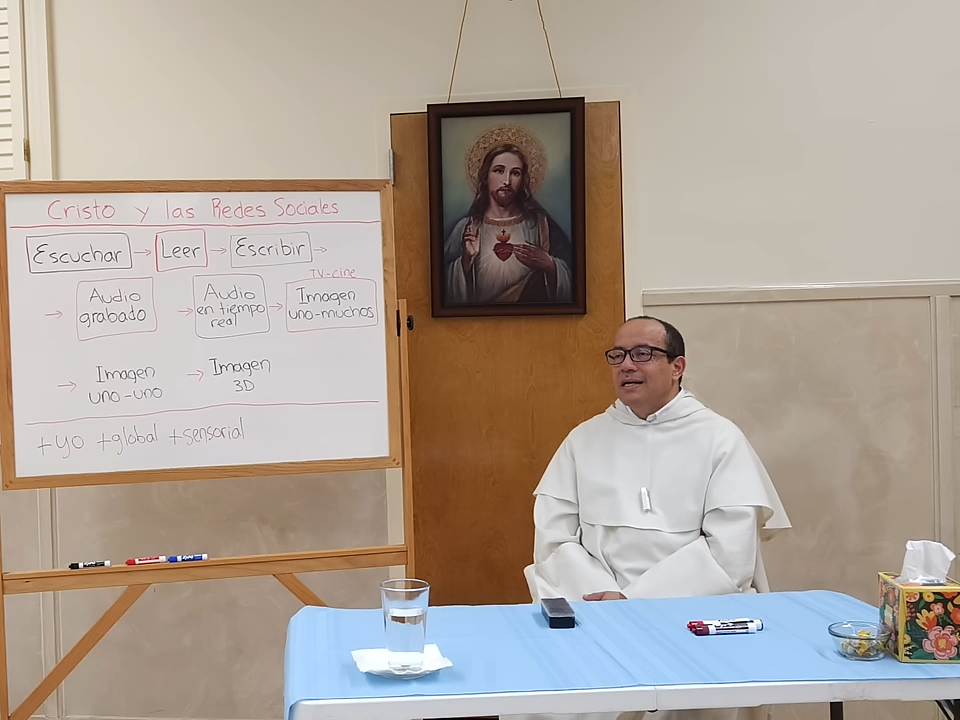 Cristo y las Redes Sociales
Escuchar → Leer → Escribir →
TV-cine
→ Audio grabado → Audio en tiempo real → Imagen uno-muchos
→ Imagen uno-uno → Imagen 3D
+yo +global +sensorial